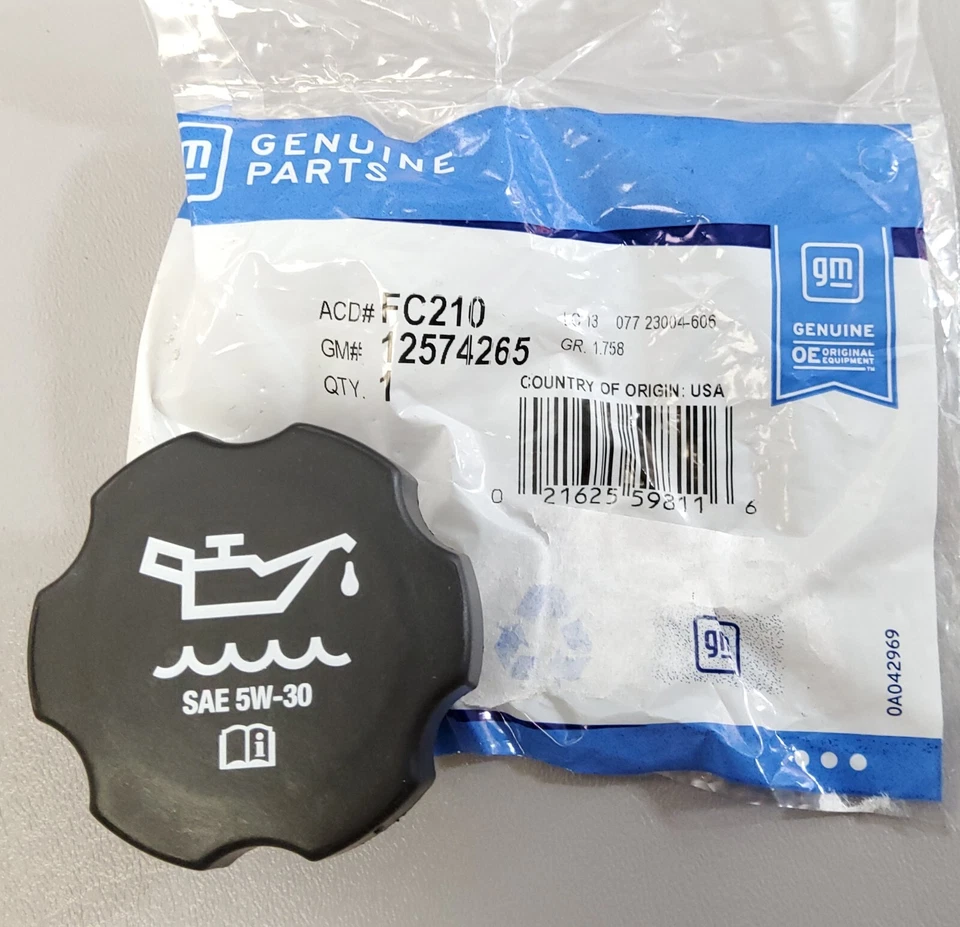 m GENUINE
PARTS
gm
GENUINE
OE ORIGINAL
EQUIPMENT™
ACD# FC210
GM# 12574265
QTY. 1
077 23004-606
GR. 1.758
COUNTRY OF ORIGIN: USA
0 21625 59811 6
gm
0A042969
SAE 5W-30
i